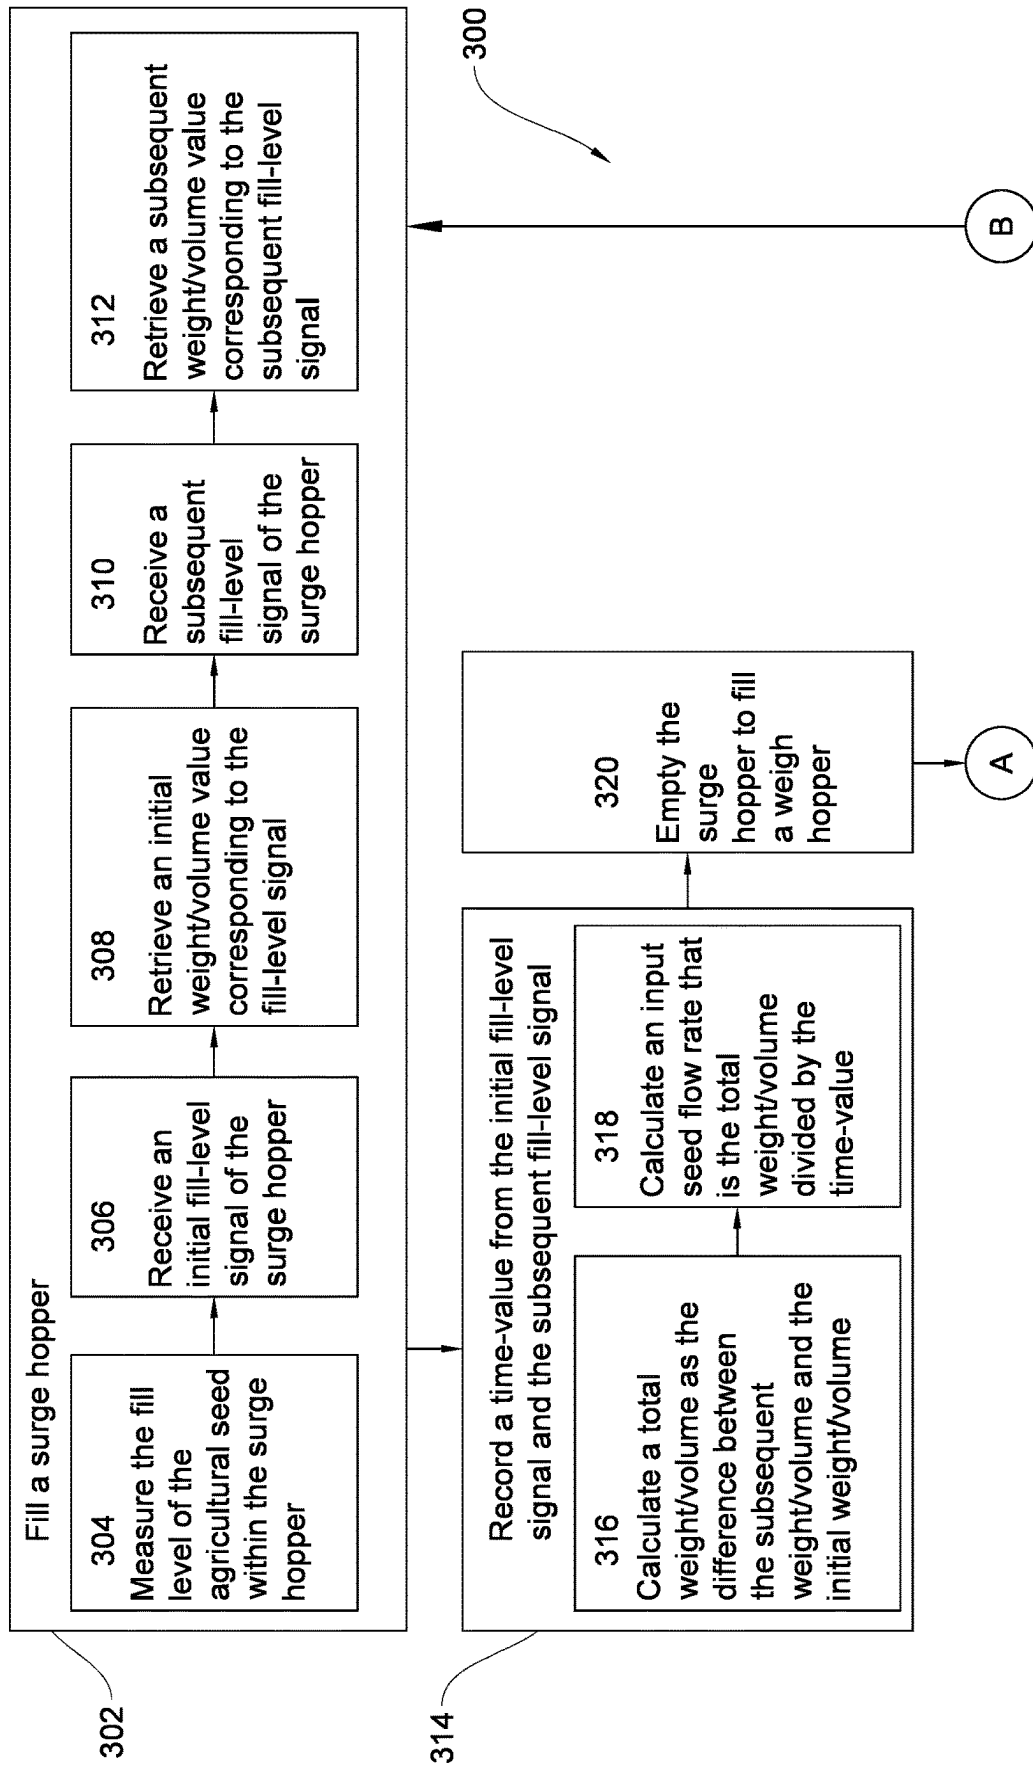 Fill a surge hopper
304
Measure the fill
level of the
agricultural seed
within the surge
hopper
306
Receive an
initial fill-level
signal of the
surge hopper
308
Retrieve an initial
weight/volume value
corresponding to the
fill-level signal
310
Receive a
subsequent
fill-level
signal of the
surge hopper
312
Retrieve a subsequent
weight/volume value
corresponding to the
subsequent fill-level
signal
302
314
Record a time-value from the initial fill-level
signal and the subsequent fill-level signal
316
Calculate a total
weight/volume as the
difference between
the subsequent
weight/volume and the
initial weight/volume
318
Calculate an input
seed flow rate that
is the total
weight/volume
divided by the
time-value
320
Empty the
surge
hopper to fill
a weigh
hopper
300
A
B